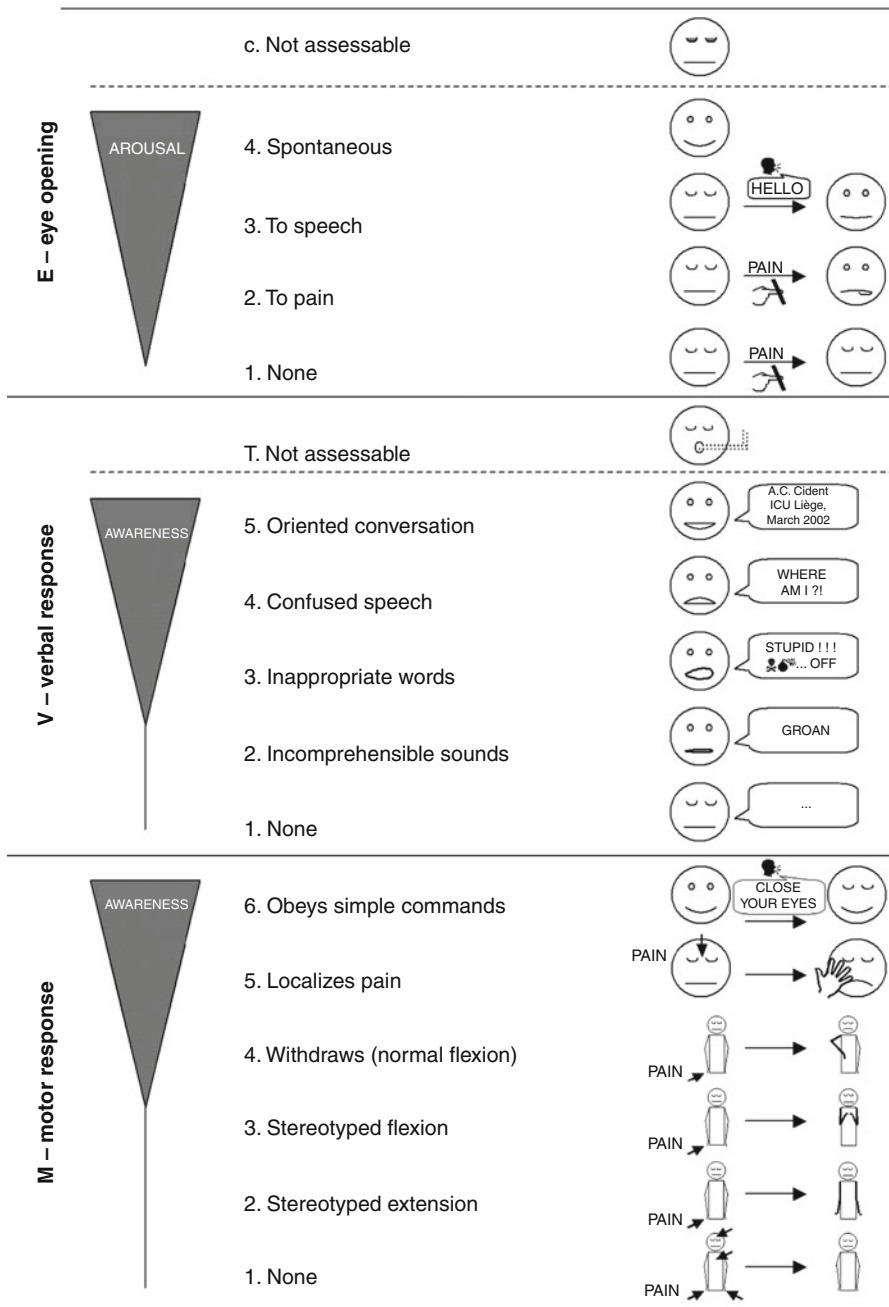 E – eye opening
c. Not assessable
AROUSAL
4. Spontaneous
HELLO
3. To speech
PAIN
2. To pain
PAIN
1. None
V – verbal response
T. Not assessable
AWARENESS
5. Oriented conversation
A.C. Cident
ICU Liège,
March 2002
4. Confused speech
WHERE
AM I ?!
3. Inappropriate words
STUPID ! ! !
... OFF
2. Incomprehensible sounds
GROAN
1. None
...
M – motor response
AWARENESS
6. Obeys simple commands
CLOSE
YOUR EYES
5. Localizes pain
PAIN
4. Withdraws (normal flexion)
PAIN
3. Stereotyped flexion
PAIN
2. Stereotyped extension
PAIN
1. None
PAIN